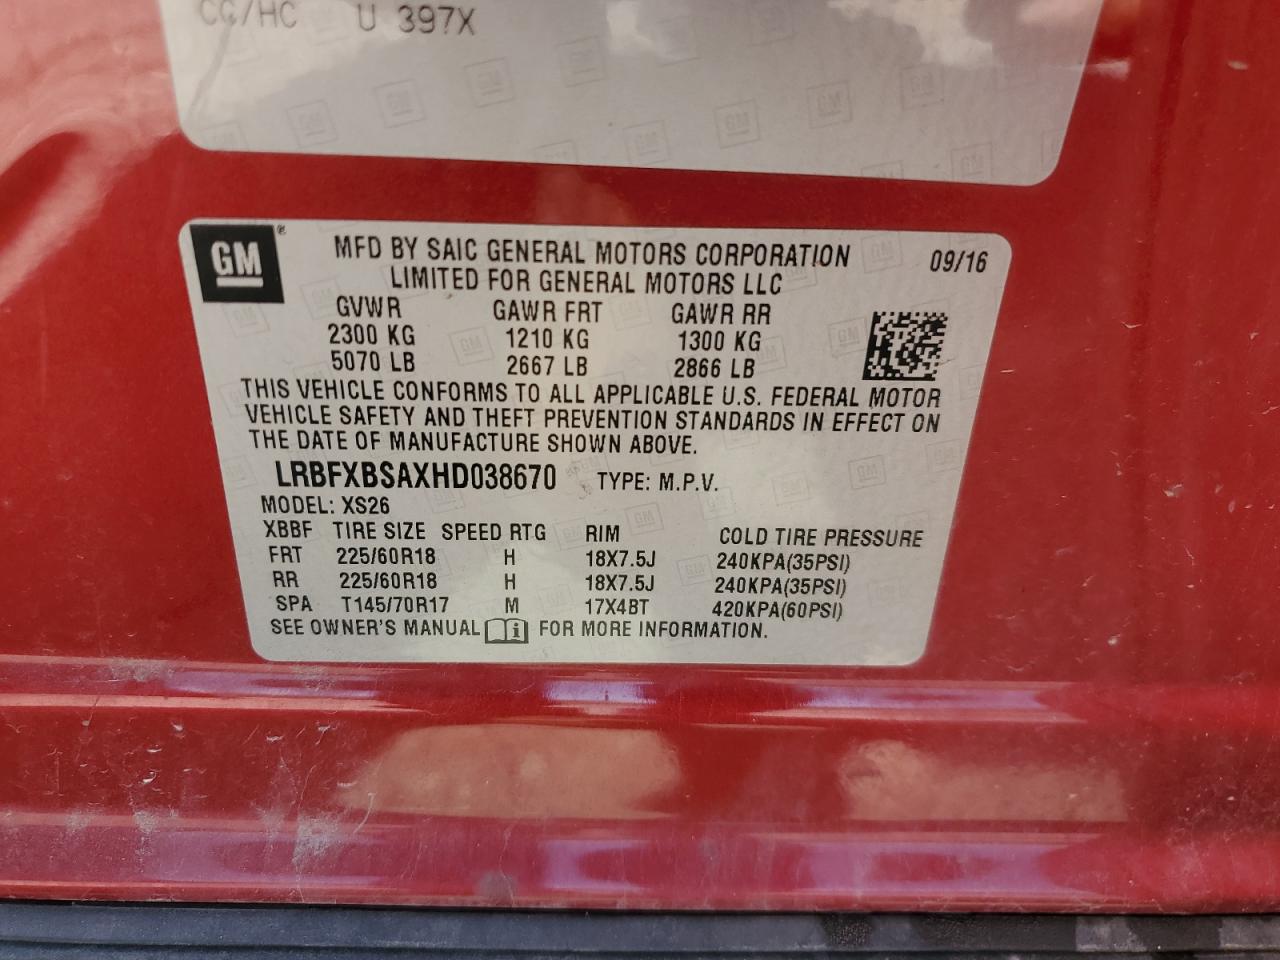 CC/HC U 397X
GM®
MFD BY SAIC GENERAL MOTORS CORPORATION 09/16
LIMITED FOR GENERAL MOTORS LLC
GVWR GAWR FRT GAWR RR
2300 KG 1210 KG 1300 KG
5070 LB 2667 LB 2866 LB
THIS VEHICLE CONFORMS TO ALL APPLICABLE U.S. FEDERAL MOTOR
VEHICLE SAFETY AND THEFT PREVENTION STANDARDS IN EFFECT ON
THE DATE OF MANUFACTURE SHOWN ABOVE.
LRBFXBSAXHD038670 TYPE: M.P.V.
MODEL: XS26
XBBF TIRE SIZE SPEED RTG RIM COLD TIRE PRESSURE
FRT 225/60R18 H 18X7.5J 240KPA(35PSI)
RR 225/60R18 H 18X7.5J 240KPA(35PSI)
SPA T145/70R17 M 17X4BT 420KPA(60PSI)
SEE OWNER'S MANUAL FOR MORE INFORMATION.